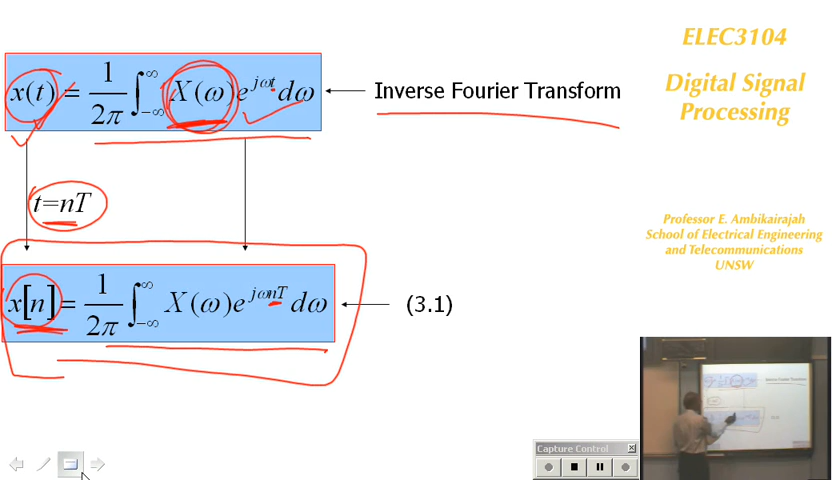 ELEC3104
Digital Signal
Processing
x(t) = 1/2π ∫_{-∞}^{∞} X(ω)e^{jωt}dω
Inverse Fourier Transform
t=nT
x[n] = 1/2π ∫_{-∞}^{∞} X(ω)e^{jωnT}dω
(3.1)
Professor E. Ambikairajah
School of Electrical Engineering
and Telecommunications
UNSW
Capture Control